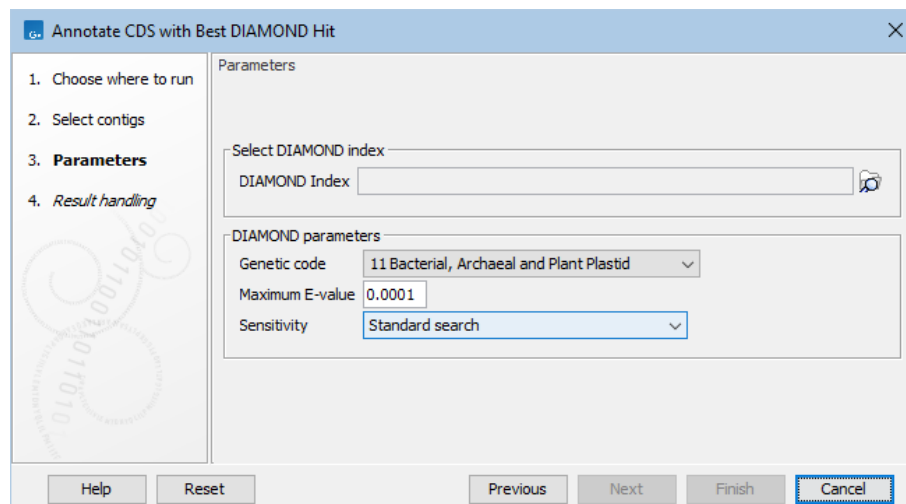 G. Annotate CDS with Best DIAMOND Hit
1. Choose where to run
2. Select contigs
3. Parameters
4. Result handling
Parameters
Select DIAMOND index
DIAMOND Index
DIAMOND parameters
Genetic code 11 Bacterial, Archaeal and Plant Plastid
Maximum E-value 0.0001
Sensitivity Standard search
Help Reset Previous Next Finish Cancel